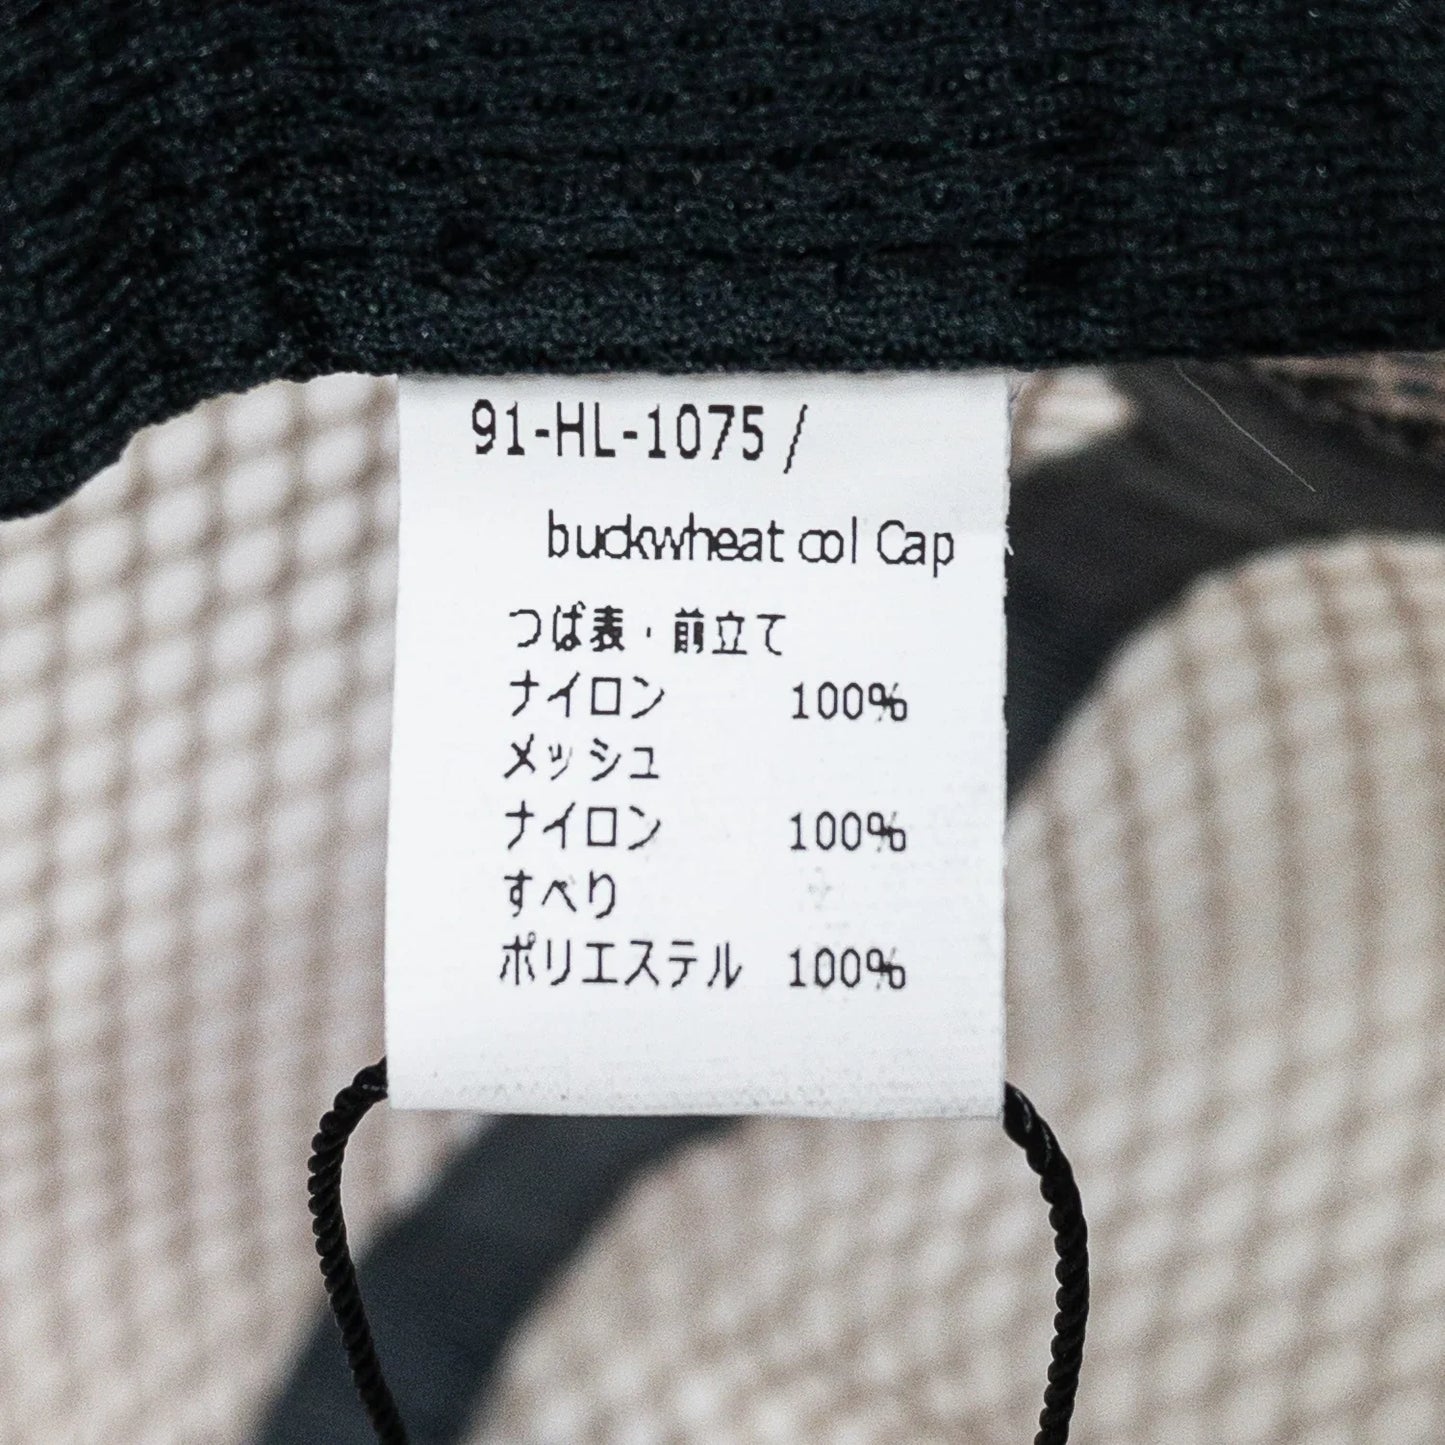 91-HL-1075 /
buckwheat col Cap
つば表・前立て
ナイロン 100%
メッシュ
ナイロン 100%
すべり
ポリエステル 100%